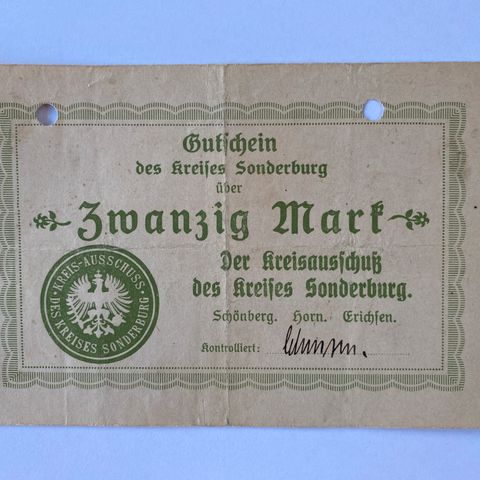 Gutschein
des Kreises Sonderburg
über
Zwanzig Mark
Der Kreisausschuß
des Kreises Sonderburg.
Schönberg. Horn. Erichsen.
Kontrolliert:
KREIS-AUSSCHUSS
DES KREISES SONDERBURG